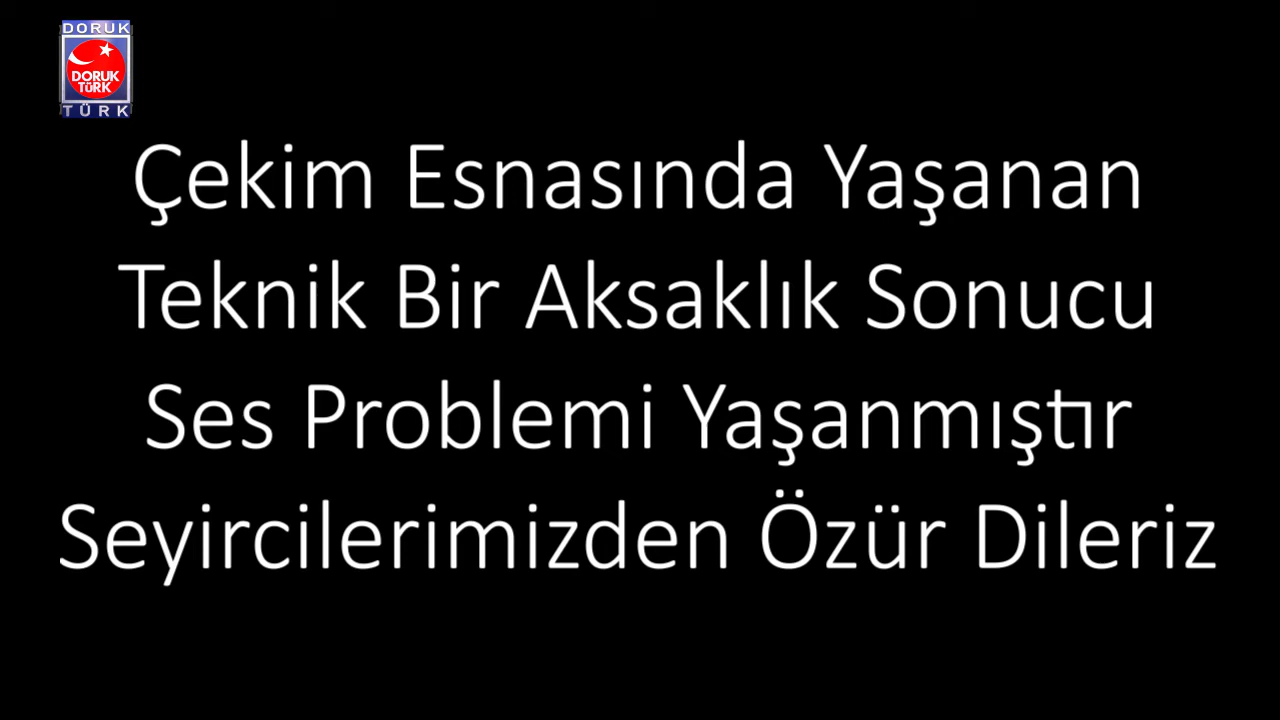 DORUK
DORUK
TÜRK
TÜRK
Çekim Esnasında Yaşanan
Teknik Bir Aksaklık Sonucu
Ses Problemi Yaşanmıştır
Seyircilerimizden Özür Dileriz